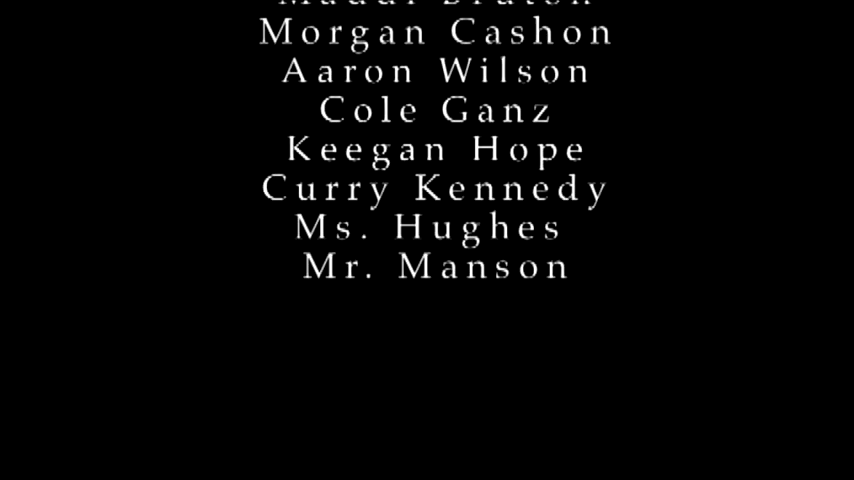 Morgan Cashon
Aaron Wilson
Cole Ganz
Keegan Hope
Curry Kennedy
Ms. Hughes
Mr. Manson